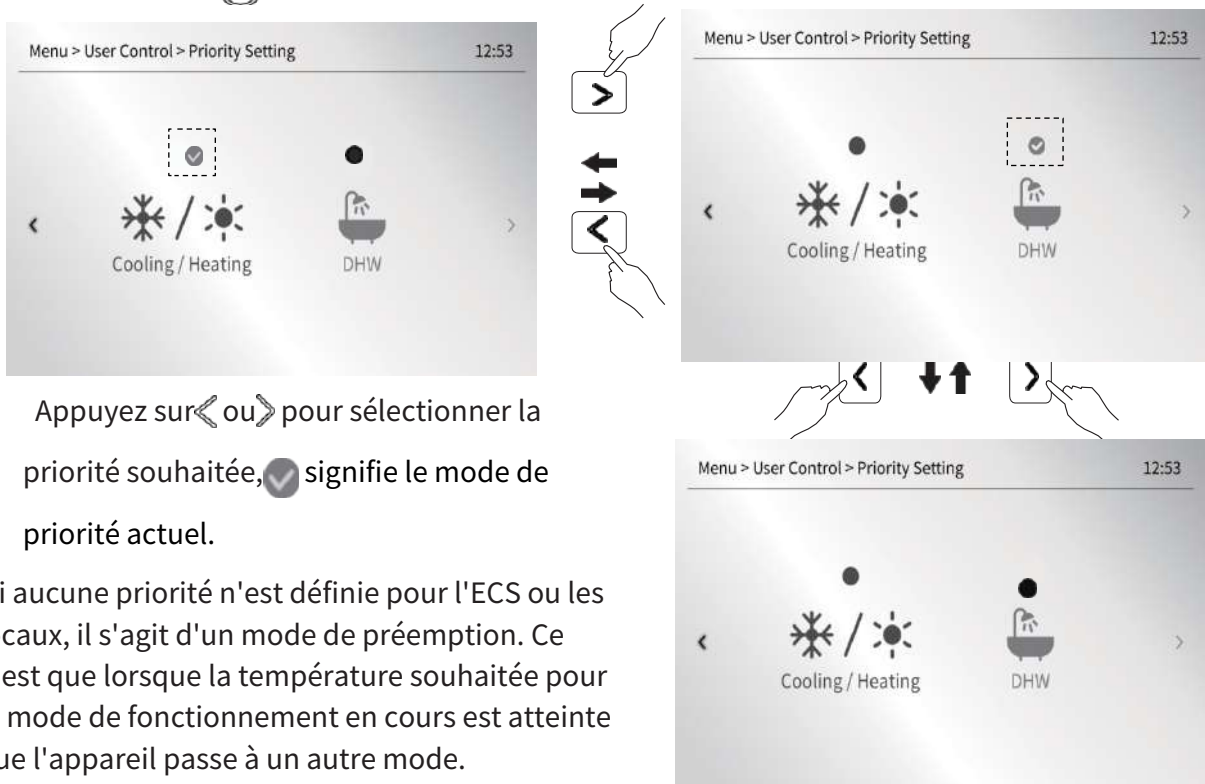 Menu > User Control > Priority Setting 12:53
Cooling / Heating DHW
Menu > User Control > Priority Setting 12:53
Cooling / Heating DHW
Appuyez sur < ou > pour sélectionner la
priorité souhaitée, signifie le mode de
priorité actuel.
i aucune priorité n'est définie pour l'ECS ou les
caux, il s'agit d'un mode de préemption. Ce
est que lorsque la température souhaitée pour
mode de fonctionnement en cours est atteinte
ue l'appareil passe à un autre mode.
Menu > User Control > Priority Setting 12:53
Cooling / Heating DHW